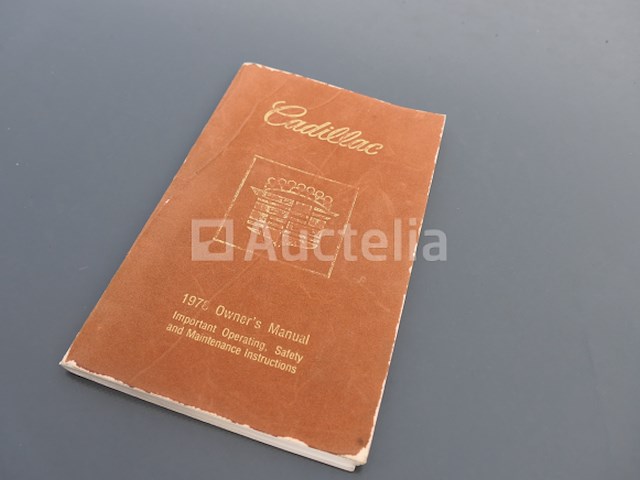 Cadillac
Auctelia
Owner's Manual
Important Operating, Safety
and Maintenance Instructions